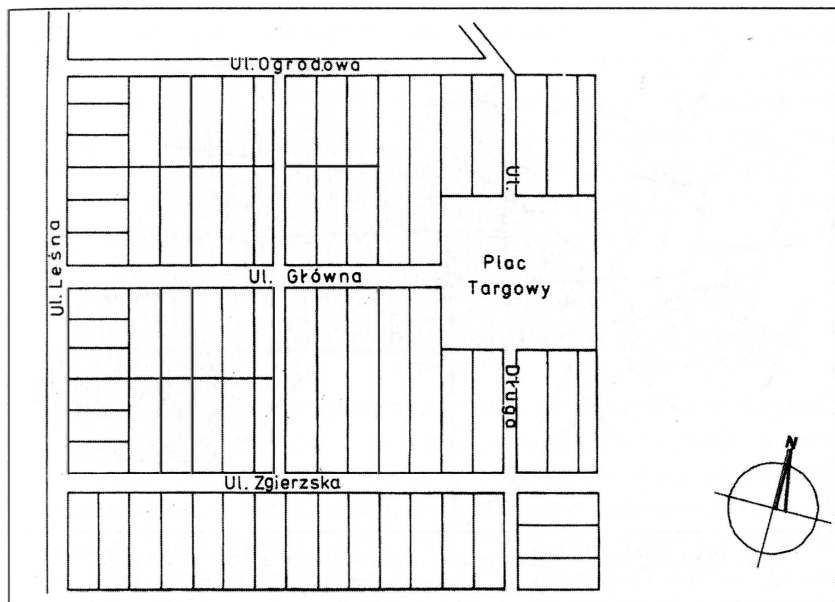 Ul. Ogrodowa
Ul. Leśna
Ul.
Ul. Główna
Plac
Targowy
Długa
Ul. Zgierzska
N